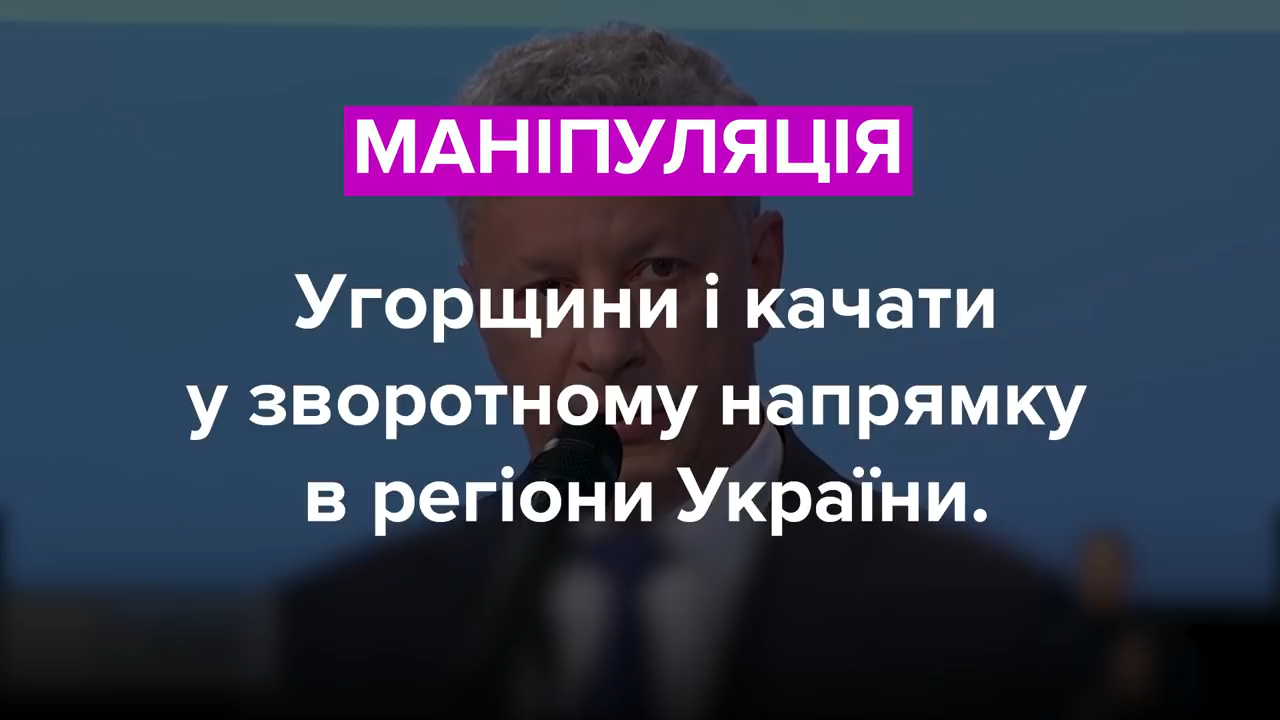 МАНІПУЛЯЦІЯ
Угорщини і качати
у зворотному напрямку
в регіони України.